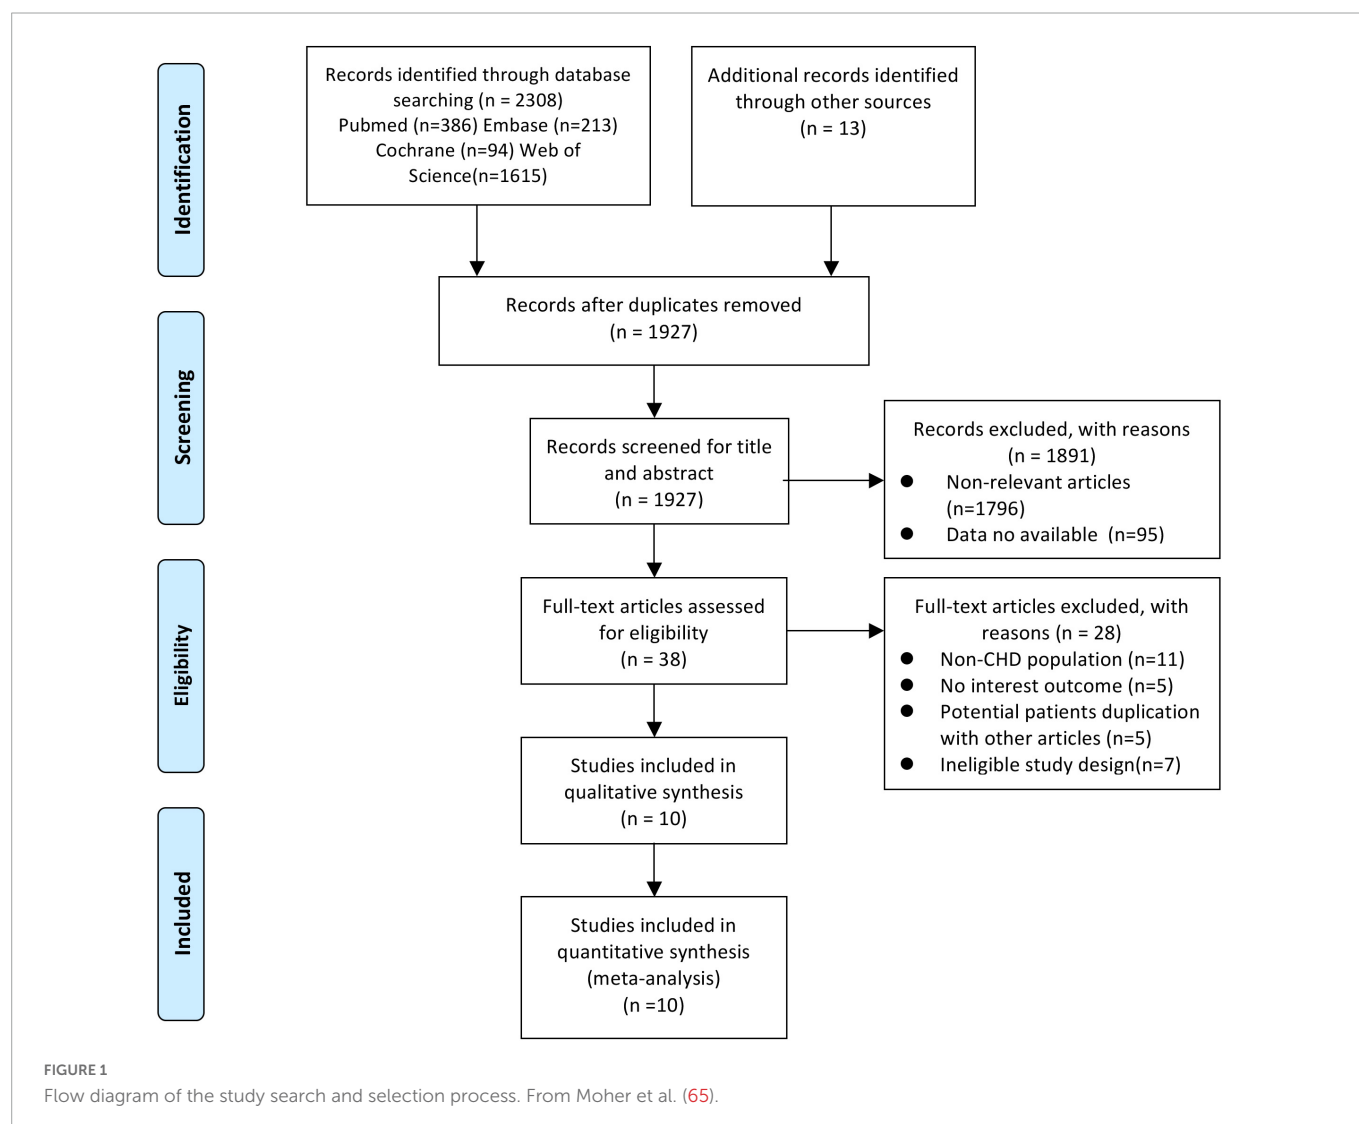 Identification
Records identified through database
searching (n = 2308)
Pubmed (n=386) Embase (n=213)
Cochrane (n=94) Web of
Science(n=1615)
Additional records identified
through other sources
(n = 13)
Records after duplicates removed
(n = 1927)
Screening
Records screened for title
and abstract
(n = 1927)
Records excluded, with reasons
(n = 1891)
● Non-relevant articles
(n=1796)
● Data no available (n=95)
Eligibility
Full-text articles assessed
for eligibility
(n = 38)
Full-text articles excluded, with
reasons (n = 28)
● Non-CHD population (n=11)
● No interest outcome (n=5)
● Potential patients duplication
with other articles (n=5)
● Ineligible study design(n=7)
Studies included in
qualitative synthesis
(n = 10)
Included
Studies included in
quantitative synthesis
(meta-analysis)
(n =10)
FIGURE 1
Flow diagram of the study search and selection process. From Moher et al. (65).